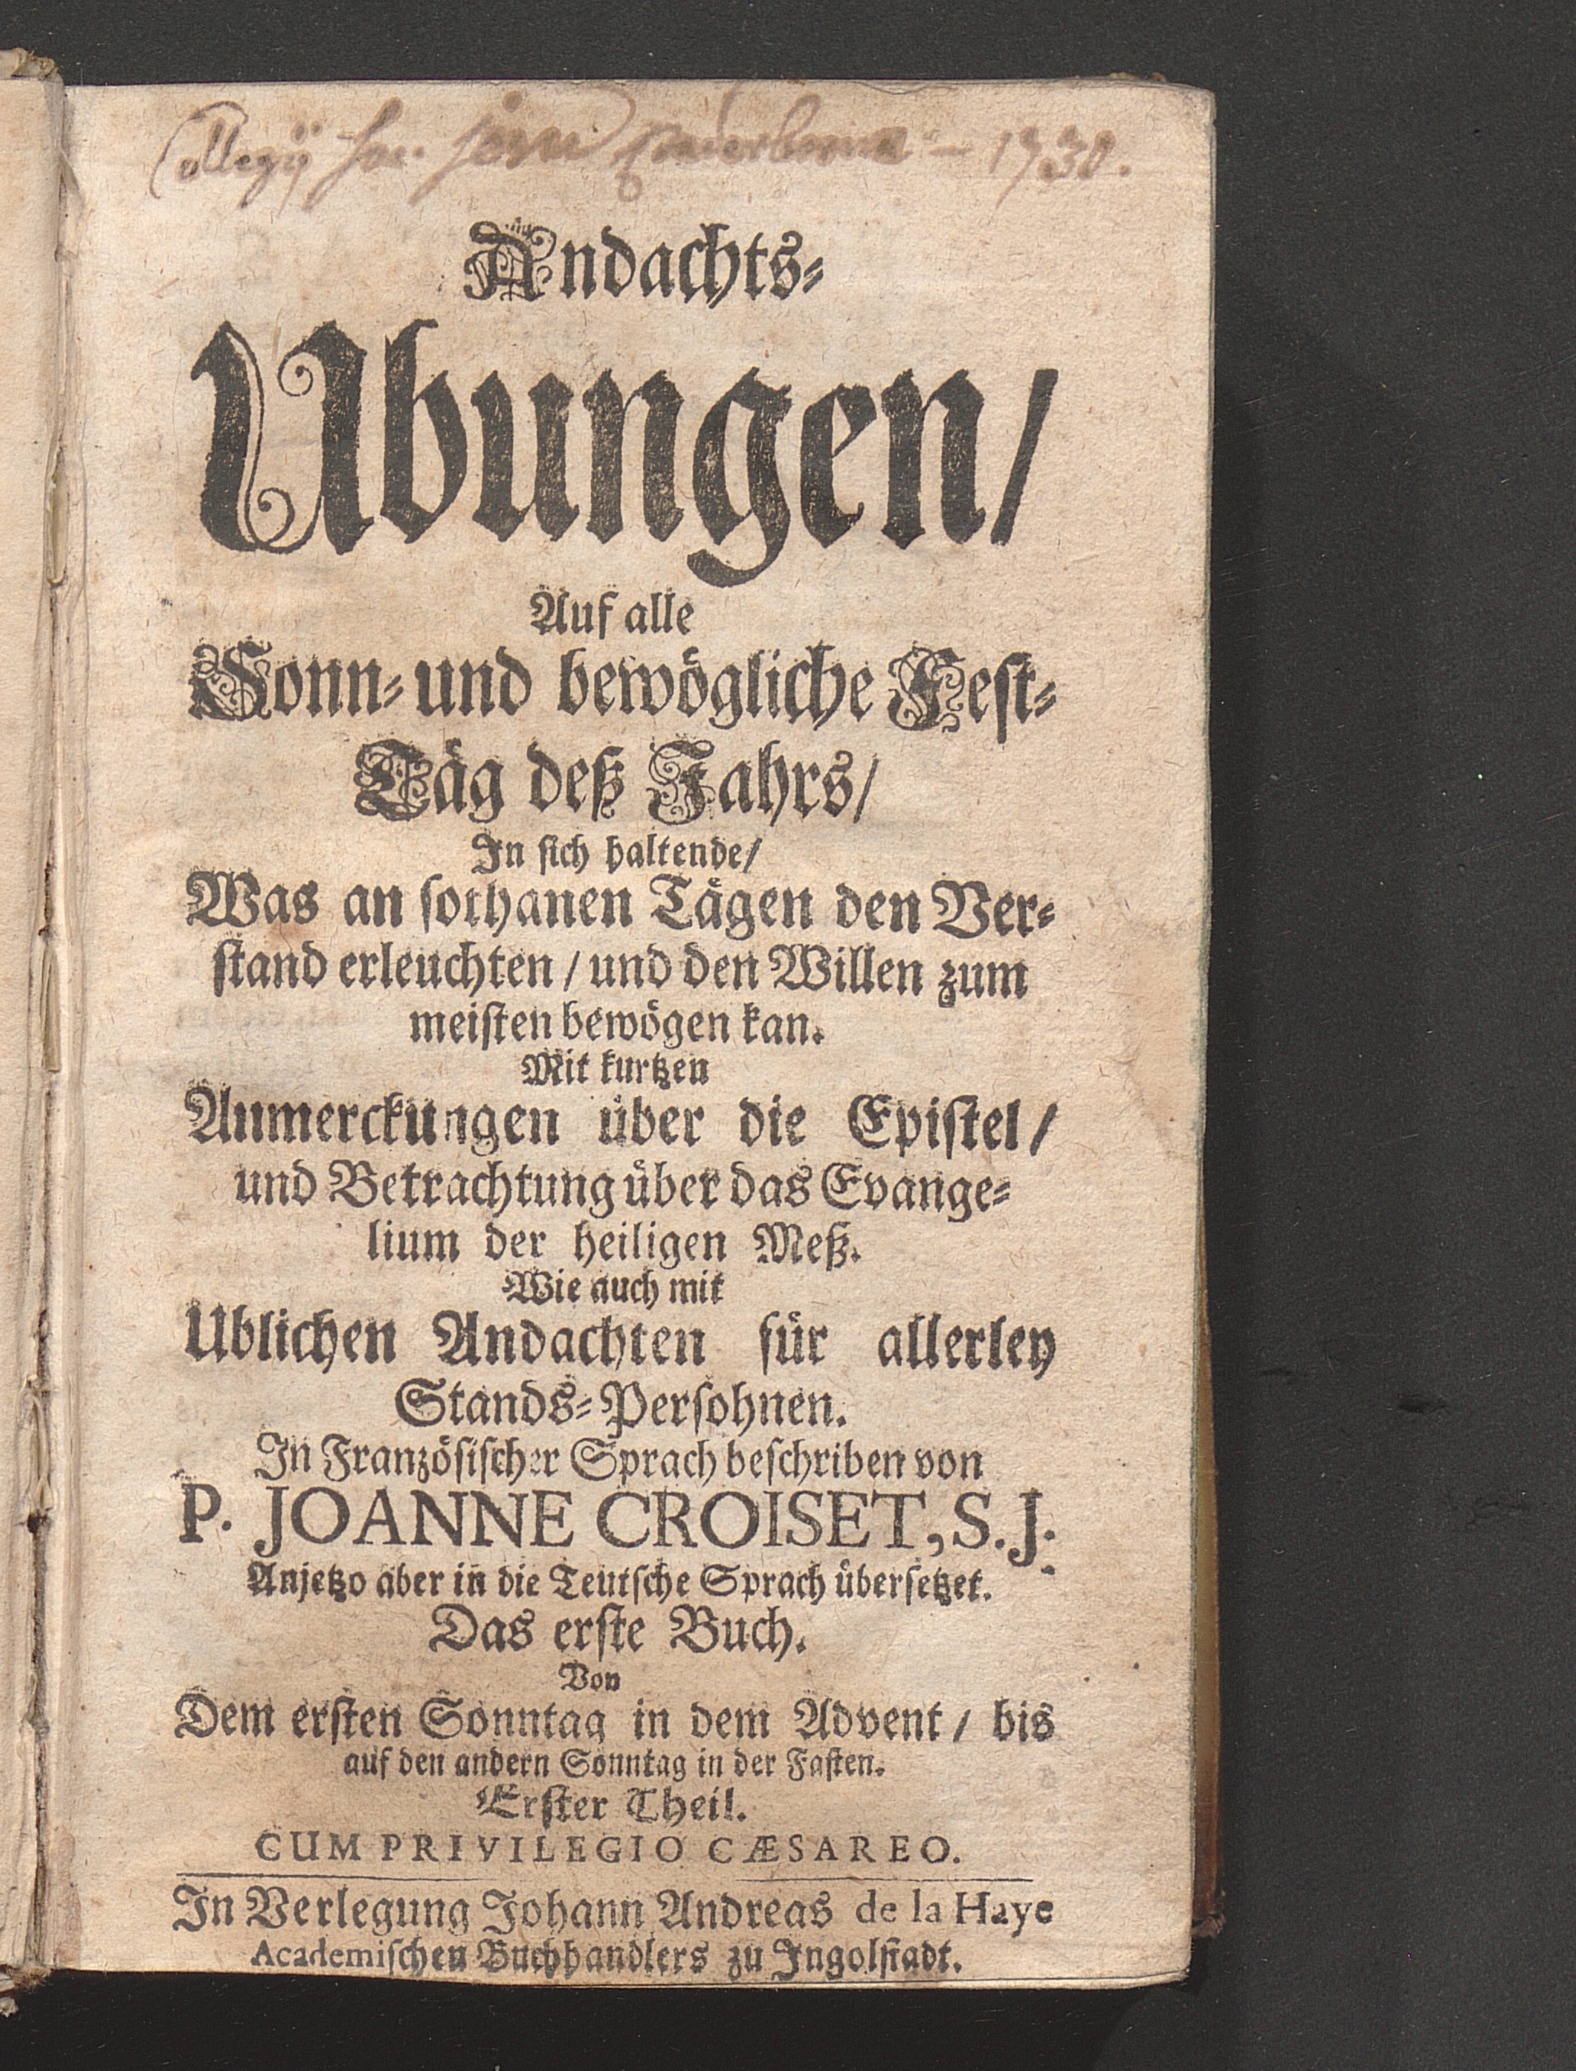 Collegij Soc. Jesu Paderbornae – 1730.
Andachts-
Ubungen/
Auf alle
Sonn- und bewögliche Fest-
Täg deß Jahrs/
In sich haltende/
Was an sothanen Tägen den Ver-
stand erleuchten / und den Willen zum
meisten bewögen kan.
Mit kurtzen
Anmerckungen über die Epistel /
und Betrachtung über das Evange-
lium der heiligen Meß.
Wie auch mit
Ublichen Andachten für allerley
Stands-Persohnen.
In Französischer Sprach beschriben von
P. JOANNE CROISET, S. J.
Anjetzo aber in die Teutsche Sprach übersetzet.
Das erste Buch.
Von
Dem ersten Sonntag in dem Advent / bis
auf den andern Sonntag in der Fasten.
Erster Theil.
CUM PRIVILEGIO CÆSAREO.
In Verlegung Johann Andreas de la Haye
Academischen Buchhandlers zu Ingolstadt.